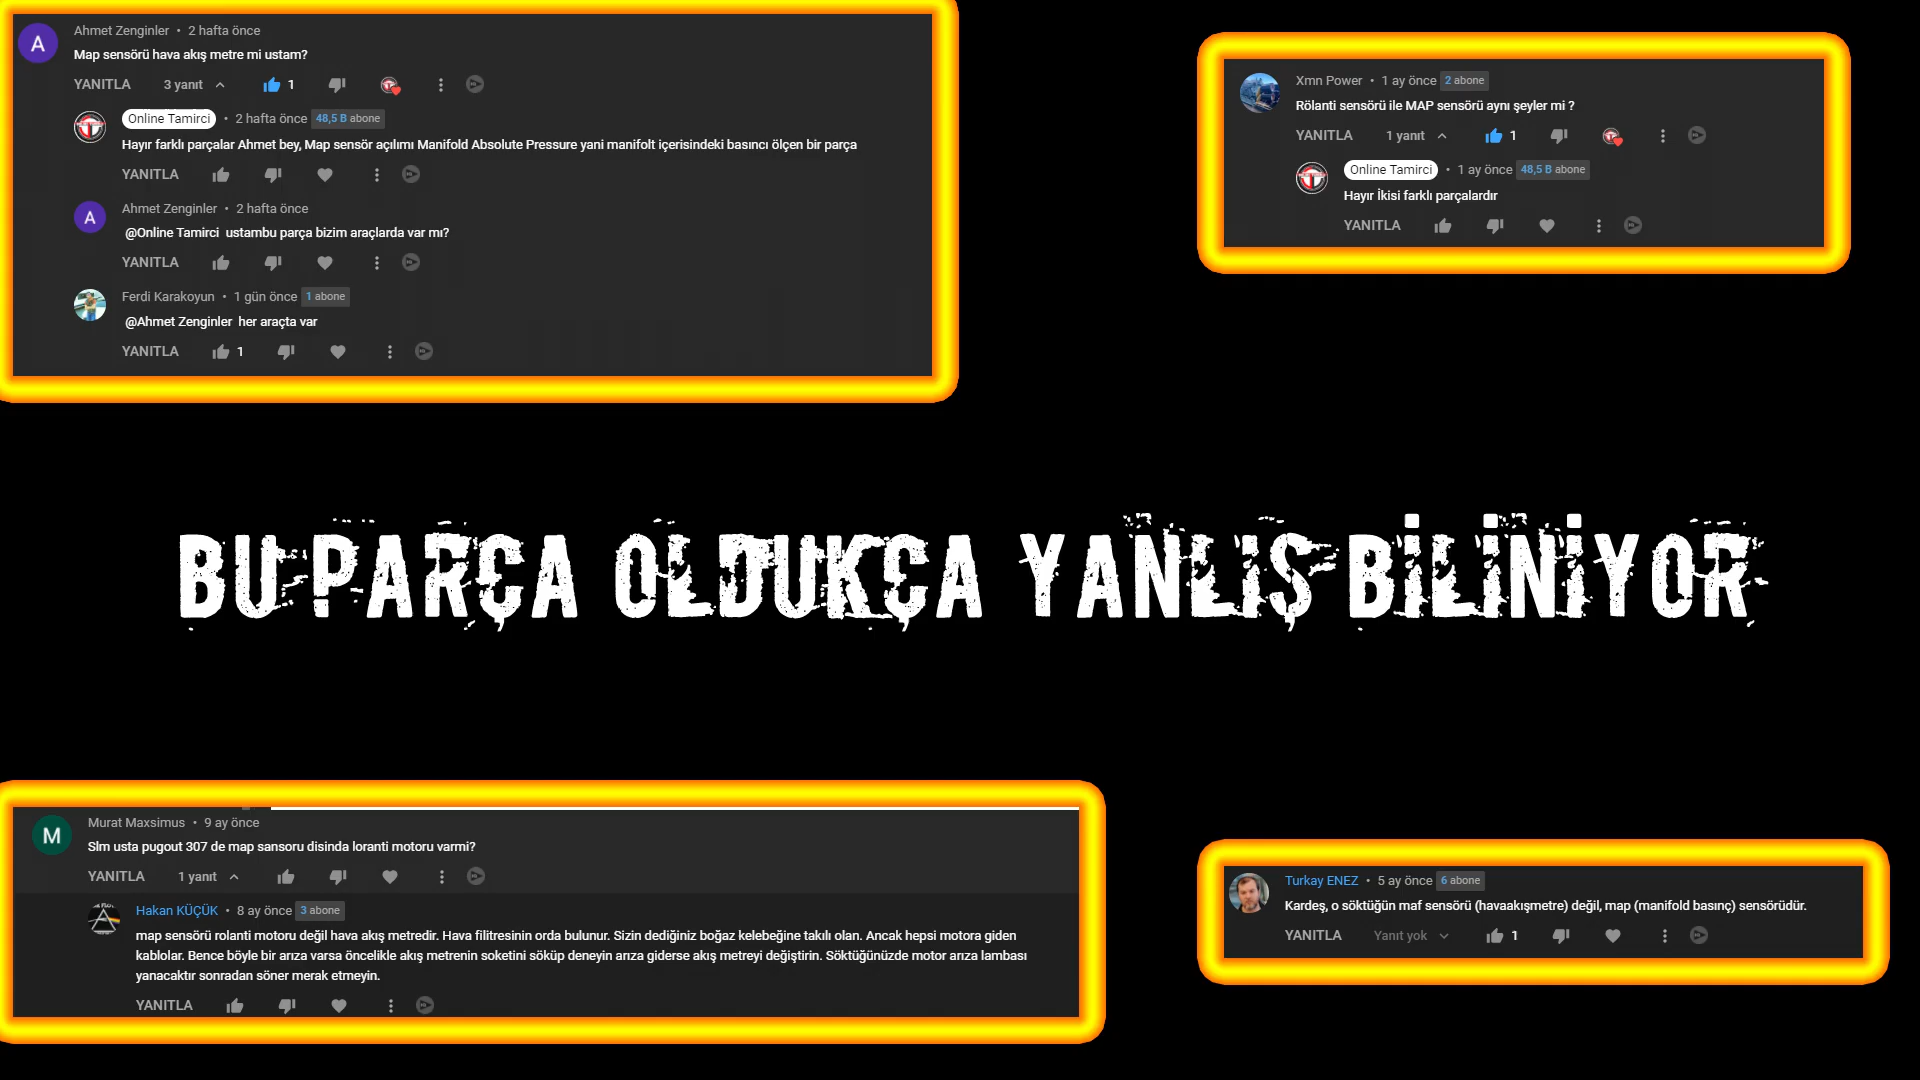 A
Ahmet Zenginler • 2 hafta önce
Map sensörü hava akış metre mi ustam?
YANITLA 3 yanıt 1
Online Tamirci • 2 hafta önce 48,5 B abone
Hayır farklı parçalar Ahmet bey, Map sensör açılımı Manifold Absolute Pressure yani manifolt içerisindeki basıncı ölçen bir parça
YANITLA
A
Ahmet Zenginler • 2 hafta önce
@Online Tamirci ustambu parça bizim araçlarda var mı?
YANITLA
Ferdi Karakoyun • 1 gün önce 1 abone
@Ahmet Zenginler her araçta var
YANITLA 1
Xmn Power • 1 ay önce 2 abone
Rölanti sensörü ile MAP sensörü aynı şeyler mi ?
YANITLA 1 yanıt 1
Online Tamirci • 1 ay önce 48,5 B abone
Hayır İkisi farklı parçalardır
YANITLA
BU PARÇA OLDUKÇA YANLIŞ BİLİNİYOR
M
Murat Maxsimus • 9 ay önce
Slm usta pugout 307 de map sansoru disinda loranti motoru varmi?
YANITLA 1 yanıt
Hakan KÜÇÜK • 8 ay önce 3 abone
map sensörü rolanti motoru değil hava akış metredir. Hava filitresinin orda bulunur. Sizin dediğiniz boğaz kelebeğine takılı olan. Ancak hepsi motora giden
kablolar. Bence böyle bir arıza varsa öncelikle akış metrenin soketini söküp deneyin arıza giderse akış metreyi değiştirin. Söktüğünüzde motor arıza lambası
yanacaktır sonradan söner merak etmeyin.
YANITLA
Turkay ENEZ • 5 ay önce 6 abone
Kardeş, o söktüğün maf sensörü (havaakışmetre) değil, map (manifold basınç) sensörüdür.
YANITLA Yanıt yok 1